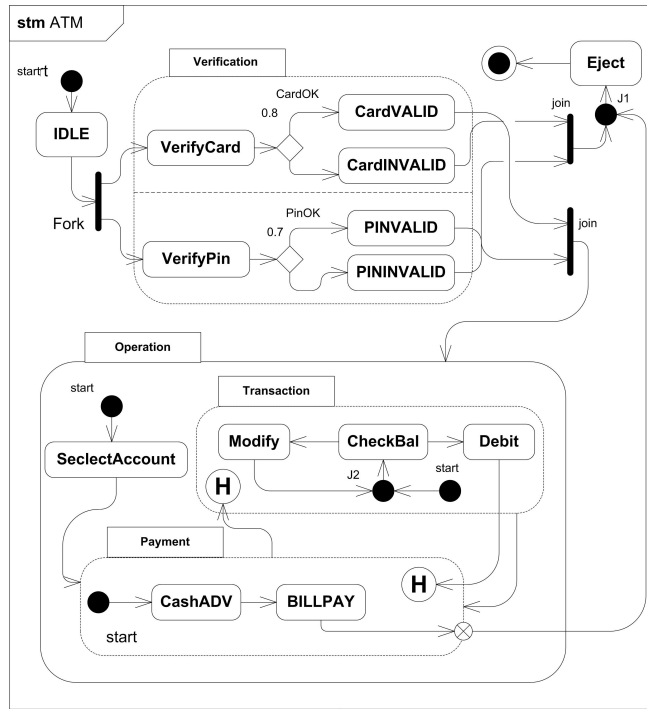 stm ATM
Verification
start't
Eject
CardOK
0.8
CardVALID
J1
join
IDLE
VerifyCard
CardINVALID
Fork
PinOK
0.7
PINVALID
join
VerifyPin
PININVALID
Operation
start
Transaction
Modify
CheckBal
Debit
SeclectAccount
J2
start
H
Payment
H
CashADV
BILLPAY
start